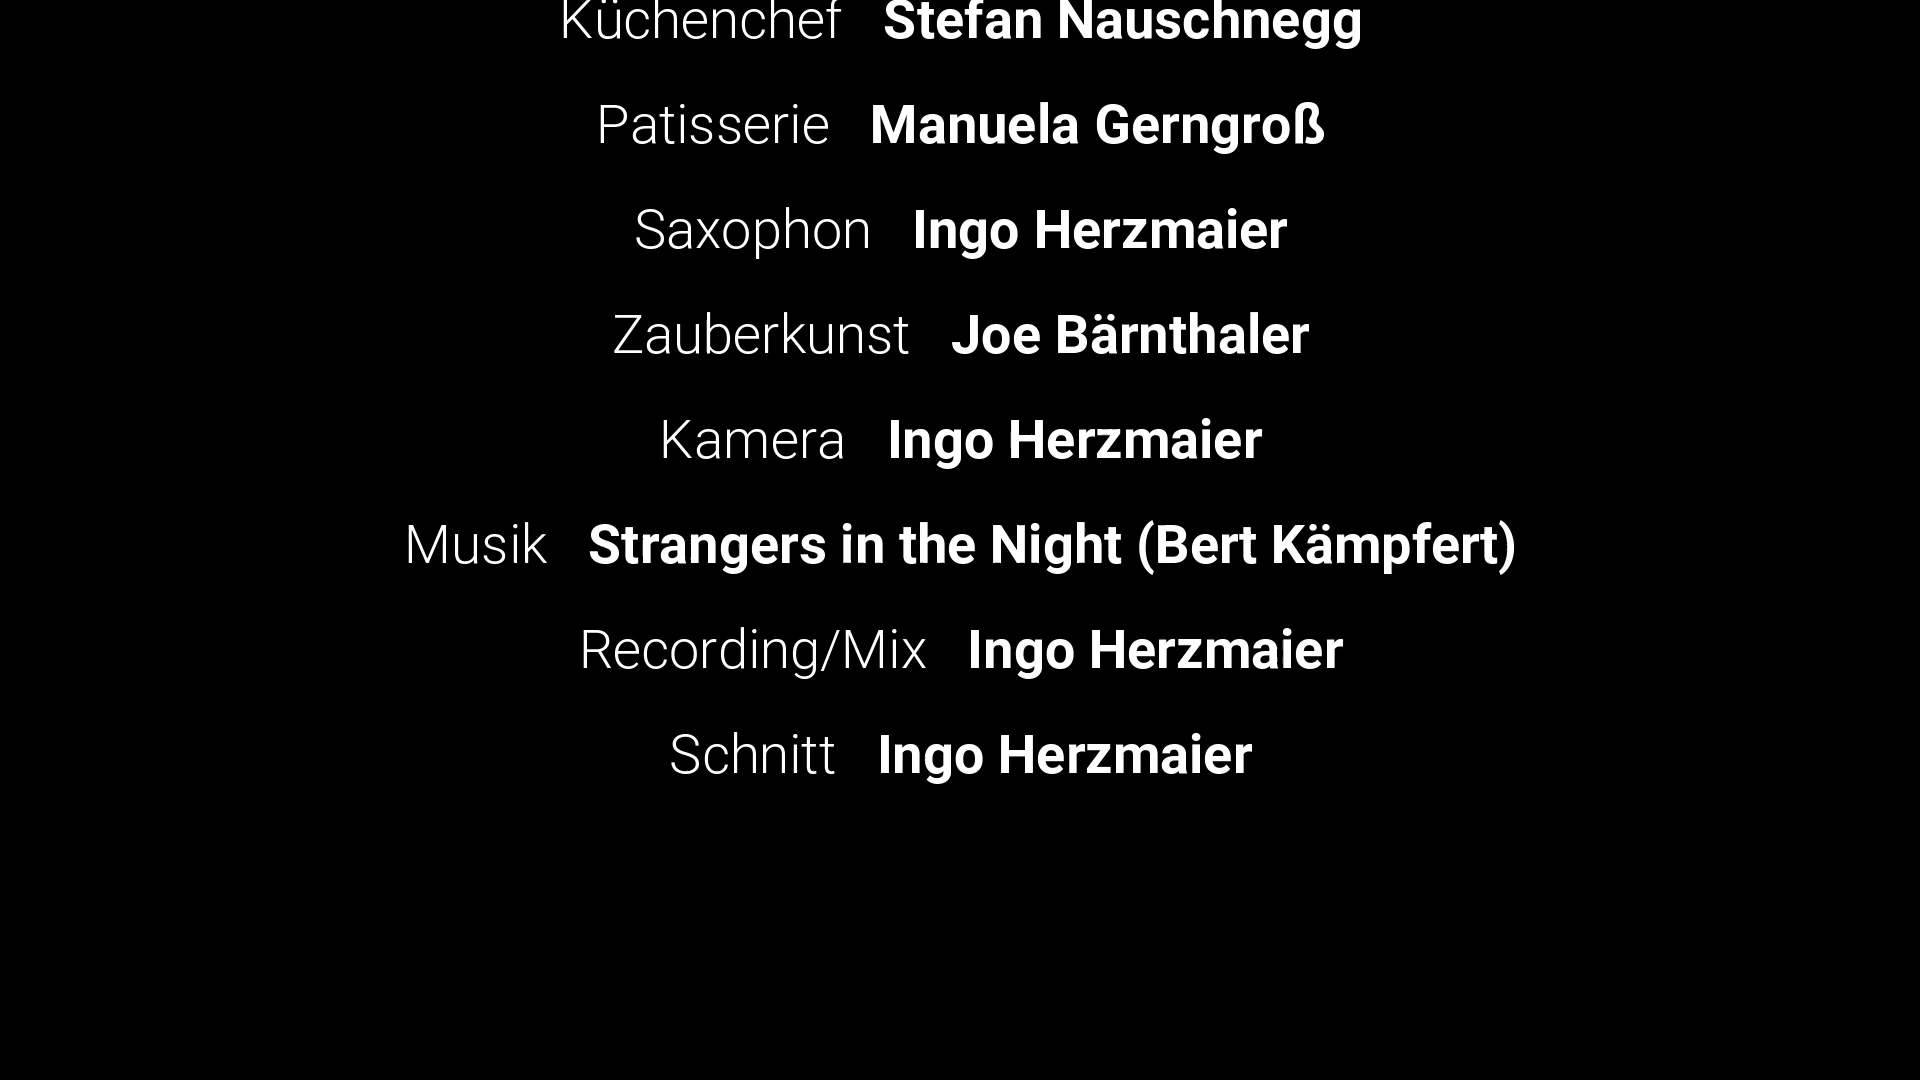 Küchenchef Stefan Nauschnegg
Patisserie Manuela Gerngroß
Saxophon Ingo Herzmaier
Zauberkunst Joe Bärnthaler
Kamera Ingo Herzmaier
Musik Strangers in the Night (Bert Kämpfert)
Recording/Mix Ingo Herzmaier
Schnitt Ingo Herzmaier